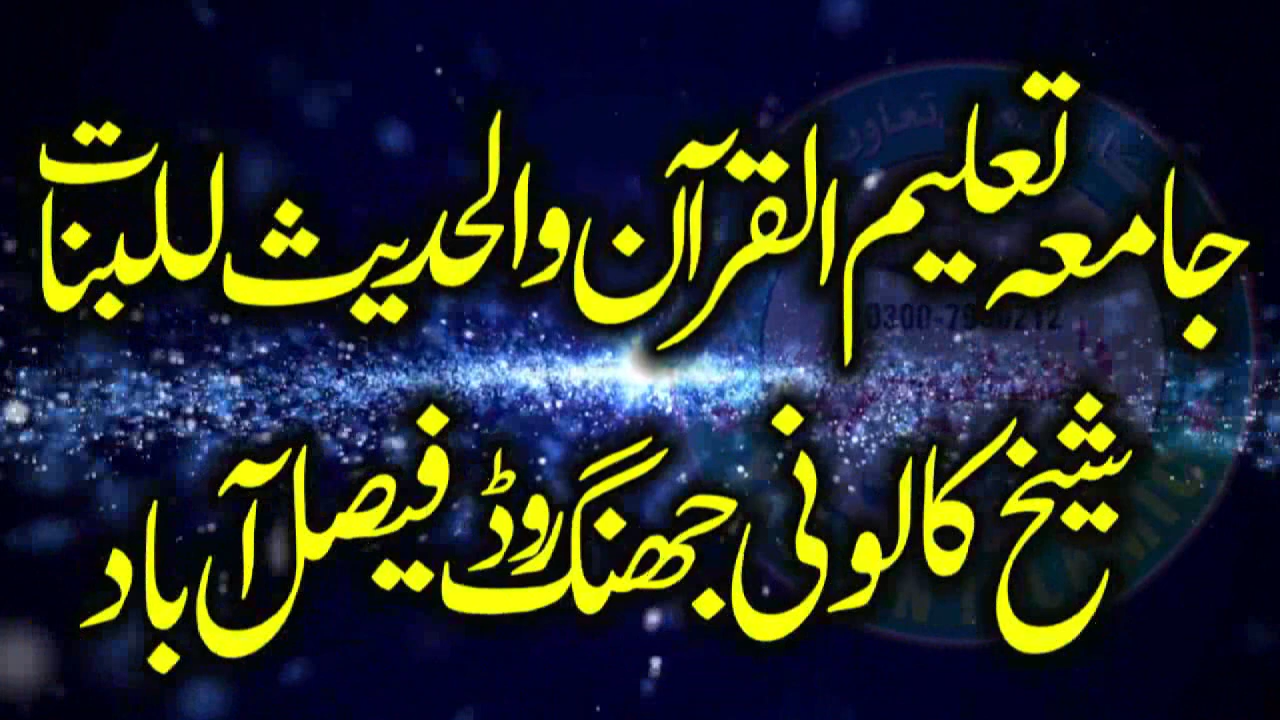 جامعہ تعلیم القرآن والحدیث للبنات
شیخ کالونی جھنگ روڈ فیصل آباد